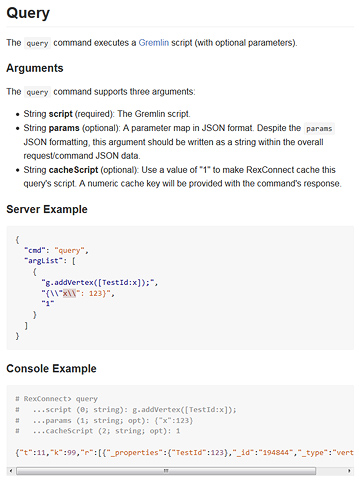 Query
The query command executes a Gremlin script (with optional parameters).
Arguments
The query command supports three arguments:
• String script (required): The Gremlin script.
• String params (optional): A parameter map in JSON format. Despite the params
JSON formatting, this argument should be written as a string within the overall
request/command JSON data.
• String cacheScript (optional): Use a value of "1" to make RexConnect cache this
query's script. A numeric cache key will be provided with the command's response.
Server Example
{
"cmd": "query",
"argList": [
{
"g.addVertex([TestId:x]);",
"{\\"x\\": 123}",
"1"
}
]
}
Console Example
# RexConnect> query
# ...script (0; string): g.addVertex([TestId:x]);
# ...params (1; string; opt): {"x":123}
# ...cacheScript (2; string; opt): 1
{"t":11,"k":99,"r":[{"_properties":{"TestId":123},"_id":"194844","_type":"vert